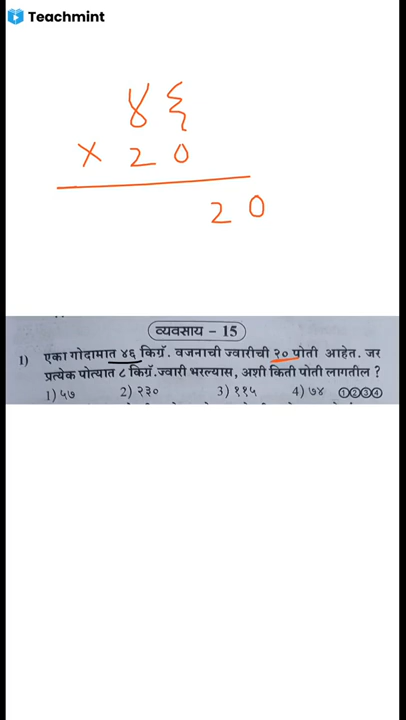 Teachmint
४६
× २०
२०
व्यवसाय - 15
1) एका गोदामात ४६ किग्रॅ. वजनाची ज्वारीची २० पोती आहेत. जर
प्रत्येक पोत्यात ८ किग्रॅ.ज्वारी भरल्यास, अशी किती पोती लागतील ?
1) ५७ 2) २३० 3) ११५ 4) ७४ ①②③④